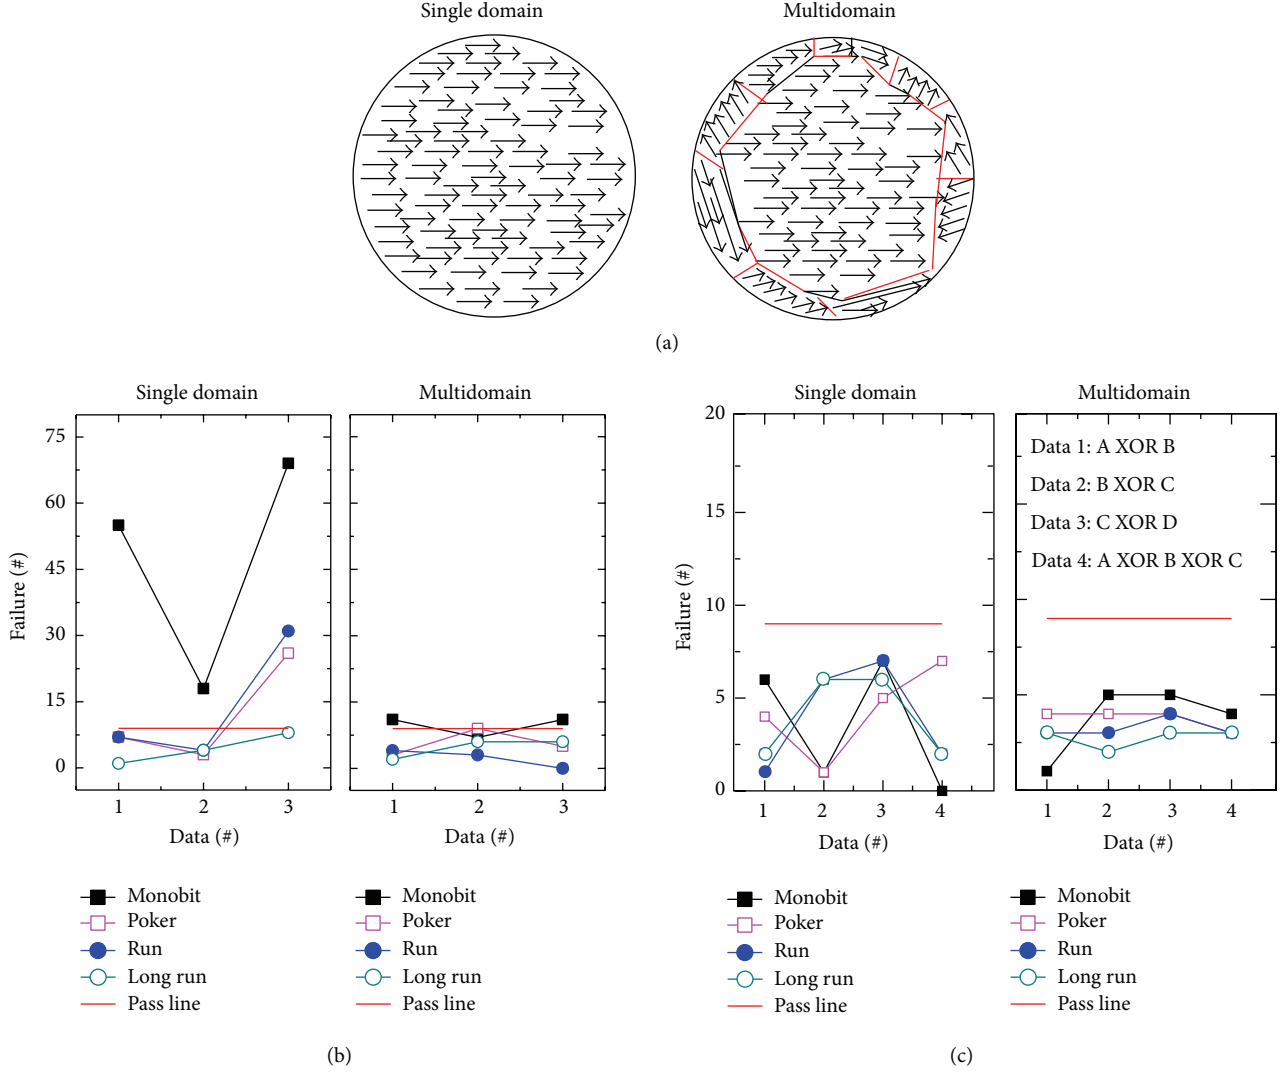 Single domain
Multidomain
(a)
Single domain
Multidomain
75
60
45
30
15
0
Failure (#)
1 2 3
1 2 3
Data (#)
Data (#)
Monobit
Poker
Run
Long run
Pass line
Monobit
Poker
Run
Long run
Pass line
(b)
Single domain
Multidomain
20
15
10
5
0
Failure (#)
Data 1: A XOR B
Data 2: B XOR C
Data 3: C XOR D
Data 4: A XOR B XOR C
1 2 3 4
1 2 3 4
Data (#)
Data (#)
Monobit
Poker
Run
Long run
Pass line
Monobit
Poker
Run
Long run
Pass line
(c)